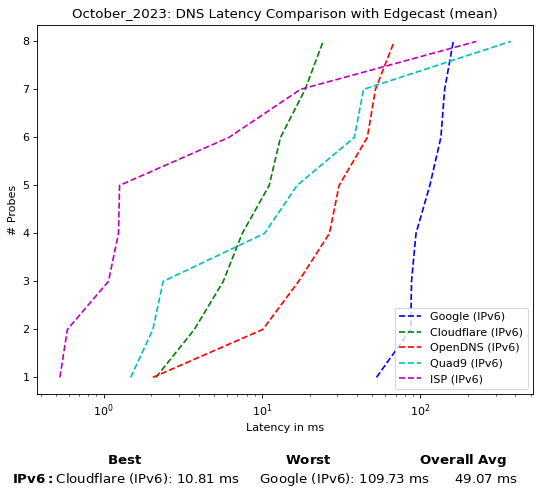 October_2023: DNS Latency Comparison with Edgecast (mean)
8
7
6
5
4
3
2
1
# Probes
10⁰
10¹
10²
Latency in ms
Google (IPv6)
Cloudflare (IPv6)
OpenDNS (IPv6)
Quad9 (IPv6)
ISP (IPv6)
Best Worst Overall Avg
IPv6: Cloudflare (IPv6): 10.81 ms Google (IPv6): 109.73 ms 49.07 ms